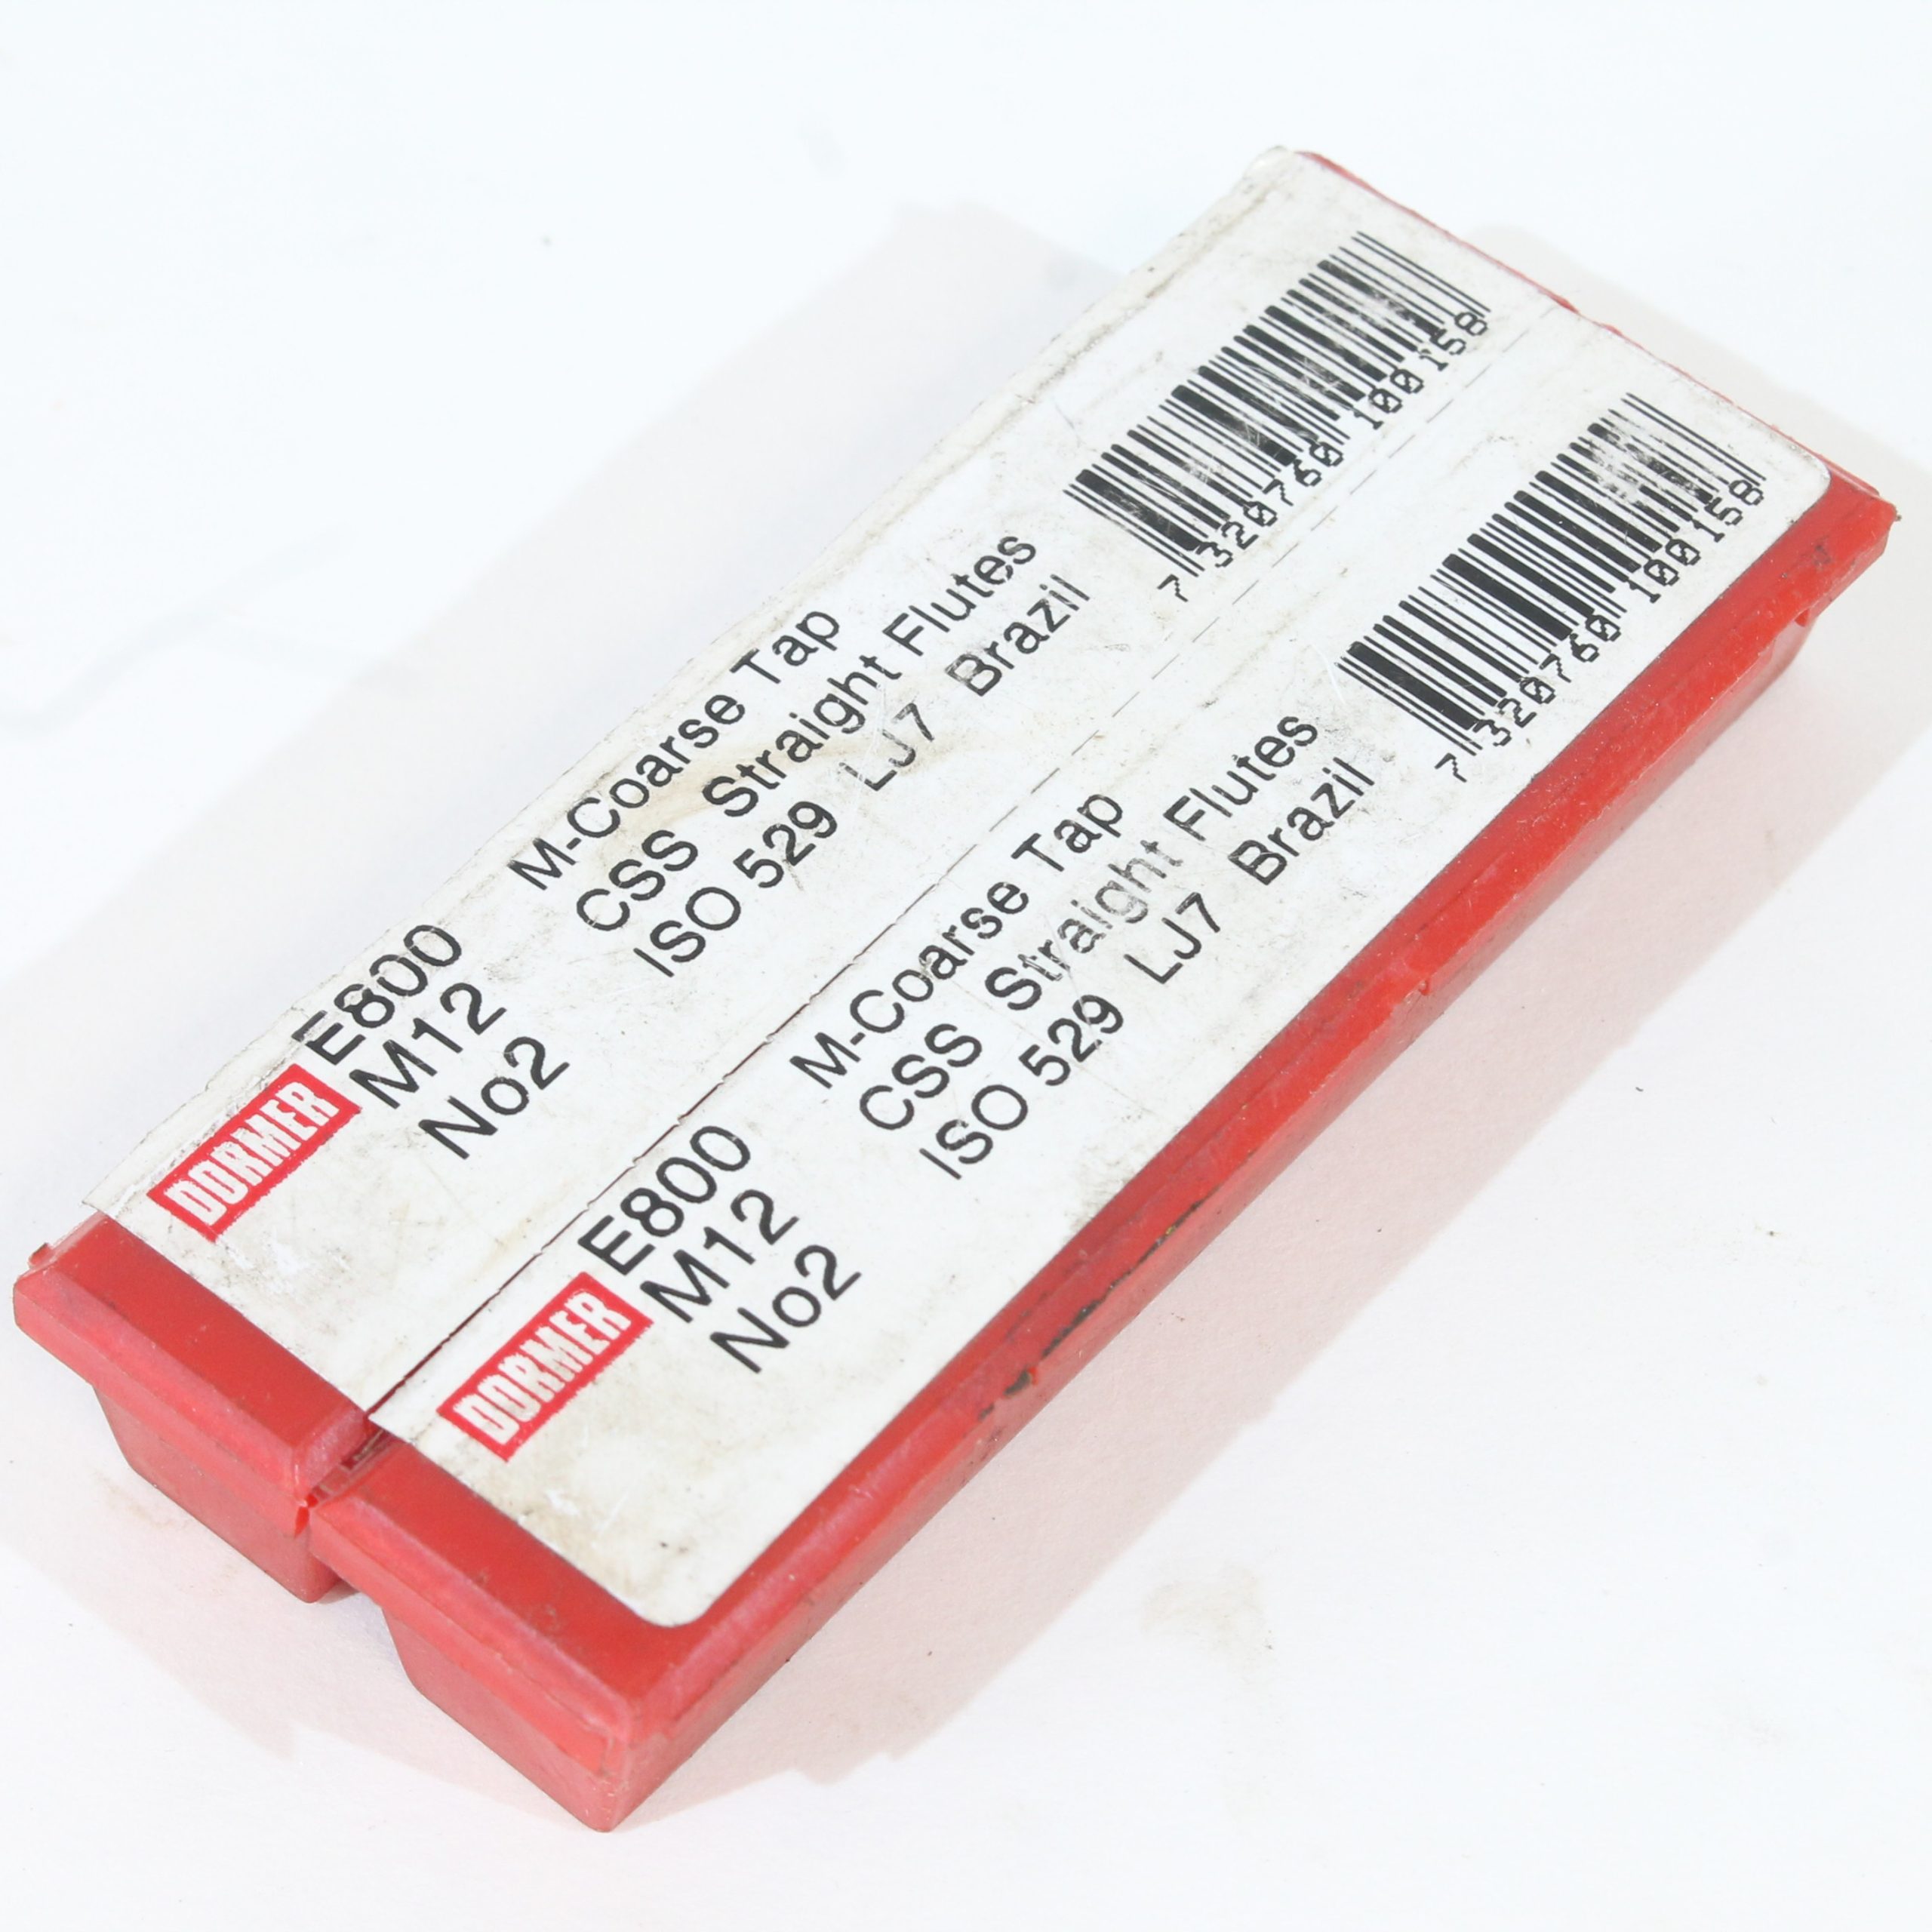 DORMER
E800
M12
No2
M-Coarse Tap
CSS Straight Flutes
ISO 529 LJ7 Brazil
7 320760 100158
DORMER
E800
M12
No2
M-Coarse Tap
CSS Straight Flutes
ISO 529 LJ7 Brazil
7 320760 100158